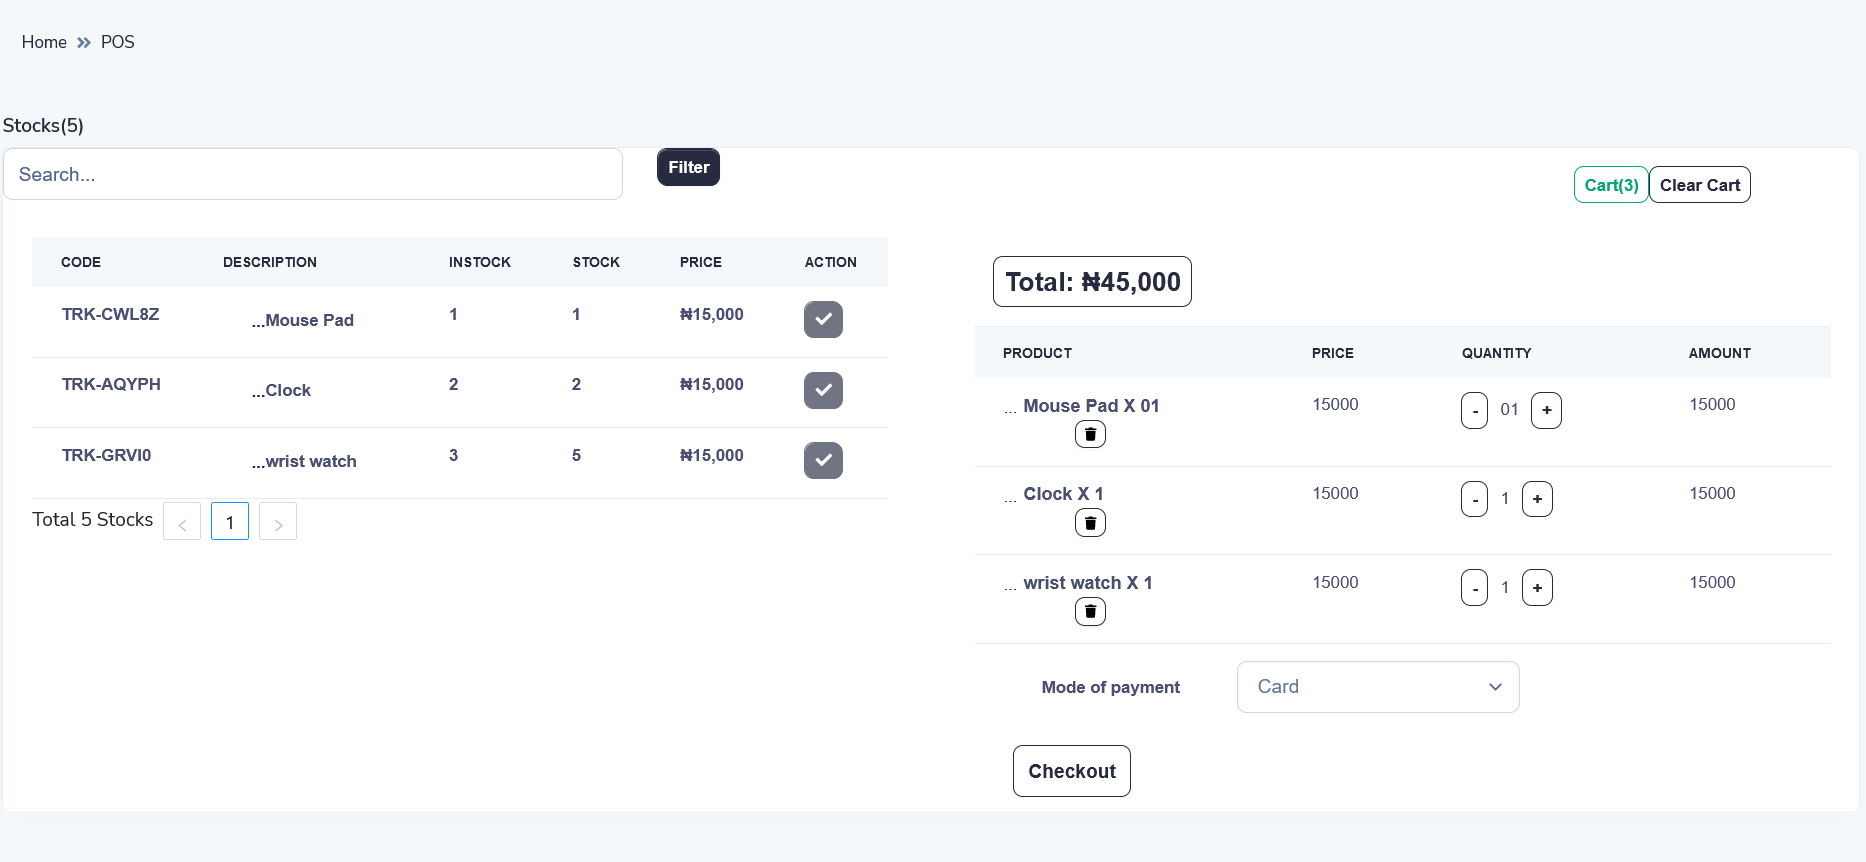 Home » POS
Stocks(5)
Search...
Filter
Cart(3) Clear Cart
CODE DESCRIPTION INSTOCK STOCK PRICE ACTION
TRK-CWL8Z ...Mouse Pad 1 1 ₦15,000
TRK-AQYPH ...Clock 2 2 ₦15,000
TRK-GRVI0 ...wrist watch 3 5 ₦15,000
Total 5 Stocks < 1 >
Total: ₦45,000
PRODUCT PRICE QUANTITY AMOUNT
... Mouse Pad X 01 15000 - 01 + 15000
... Clock X 1 15000 - 1 + 15000
... wrist watch X 1 15000 - 1 + 15000
Mode of payment Card
Checkout